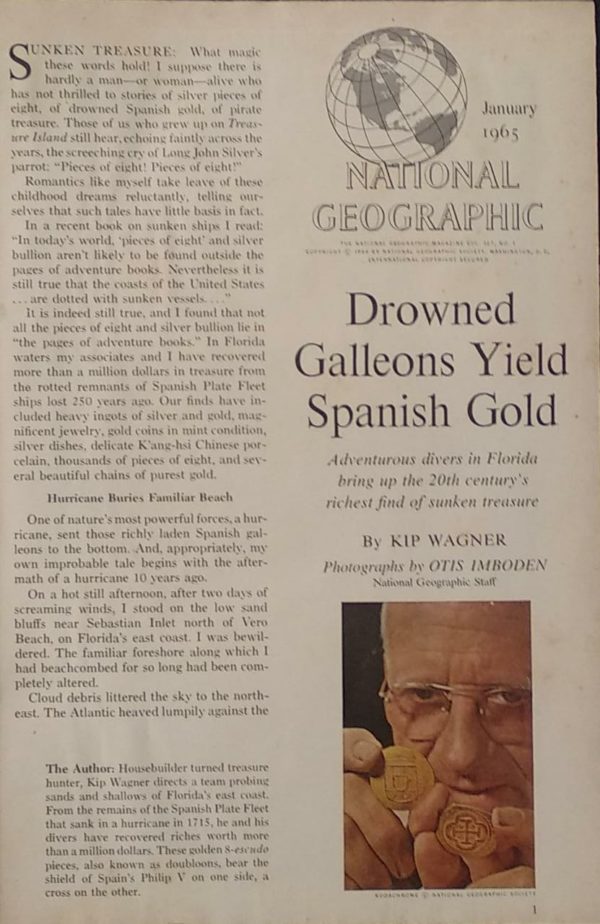 SUNKEN TREASURE: What magic
these words hold! I suppose there is
hardly a man—or woman—alive who
has not thrilled to stories of silver pieces of
eight, of drowned Spanish gold, of pirate
treasure. Those of us who grew up on Treas-
ure Island still hear, echoing faintly across the
years, the screeching cry of Long John Silver's
parrot: "Pieces of eight! Pieces of eight!"
Romantics like myself take leave of these
childhood dreams reluctantly, telling our-
selves that such tales have little basis in fact.
In a recent book on sunken ships I read:
"In today's world, 'pieces of eight' and silver
bullion aren't likely to be found outside the
pages of adventure books. Nevertheless it is
still true that the coasts of the United States
... are dotted with sunken vessels. ..."
It is indeed still true, and I found that not
all the pieces of eight and silver bullion lie in
"the pages of adventure books." In Florida
waters my associates and I have recovered
more than a million dollars in treasure from
the rotted remnants of Spanish Plate Fleet
ships lost 250 years ago. Our finds have in-
cluded heavy ingots of silver and gold, mag-
nificent jewelry, gold coins in mint condition,
silver dishes, delicate K'ang-hsi Chinese por-
celain, thousands of pieces of eight, and sev-
eral beautiful chains of purest gold.
Hurricane Buries Familiar Beach
One of nature's most powerful forces, a hur-
ricane, sent those richly laden Spanish gal-
leons to the bottom. And, appropriately, my
own improbable tale begins with the after-
math of a hurricane 10 years ago.
On a hot still afternoon, after two days of
screaming winds, I stood on the low sand
bluffs near Sebastian Inlet north of Vero
Beach, on Florida's east coast. I was bewil-
dered. The familiar foreshore along which I
had beachcombed for so long had been com-
pletely altered.
Cloud debris littered the sky to the north-
east. The Atlantic heaved lumpily against the
The Author: Housebuilder turned treasure
hunter, Kip Wagner directs a team probing
sands and shallows of Florida's east coast.
From the remains of the Spanish Plate Fleet
that sank in a hurricane in 1715, he and his
divers have recovered riches worth more
than a million dollars. These golden 8-escudo
pieces, also known as doubloons, bear the
shield of Spain's Philip V on one side, a
cross on the other.
January
1965
NATIONAL
GEOGRAPHIC
THE NATIONAL GEOGRAPHIC MAGAZINE VOL. 127, NO. 1
COPYRIGHT © 1964 BY NATIONAL GEOGRAPHIC SOCIETY, WASHINGTON, D.C.
INTERNATIONAL COPYRIGHT SECURED
Drowned
Galleons Yield
Spanish Gold
Adventurous divers in Florida
bring up the 20th century's
richest find of sunken treasure
By KIP WAGNER
Photographs by OTIS IMBODEN
National Geographic Staff
KODACHROME © NATIONAL GEOGRAPHIC SOCIETY
1